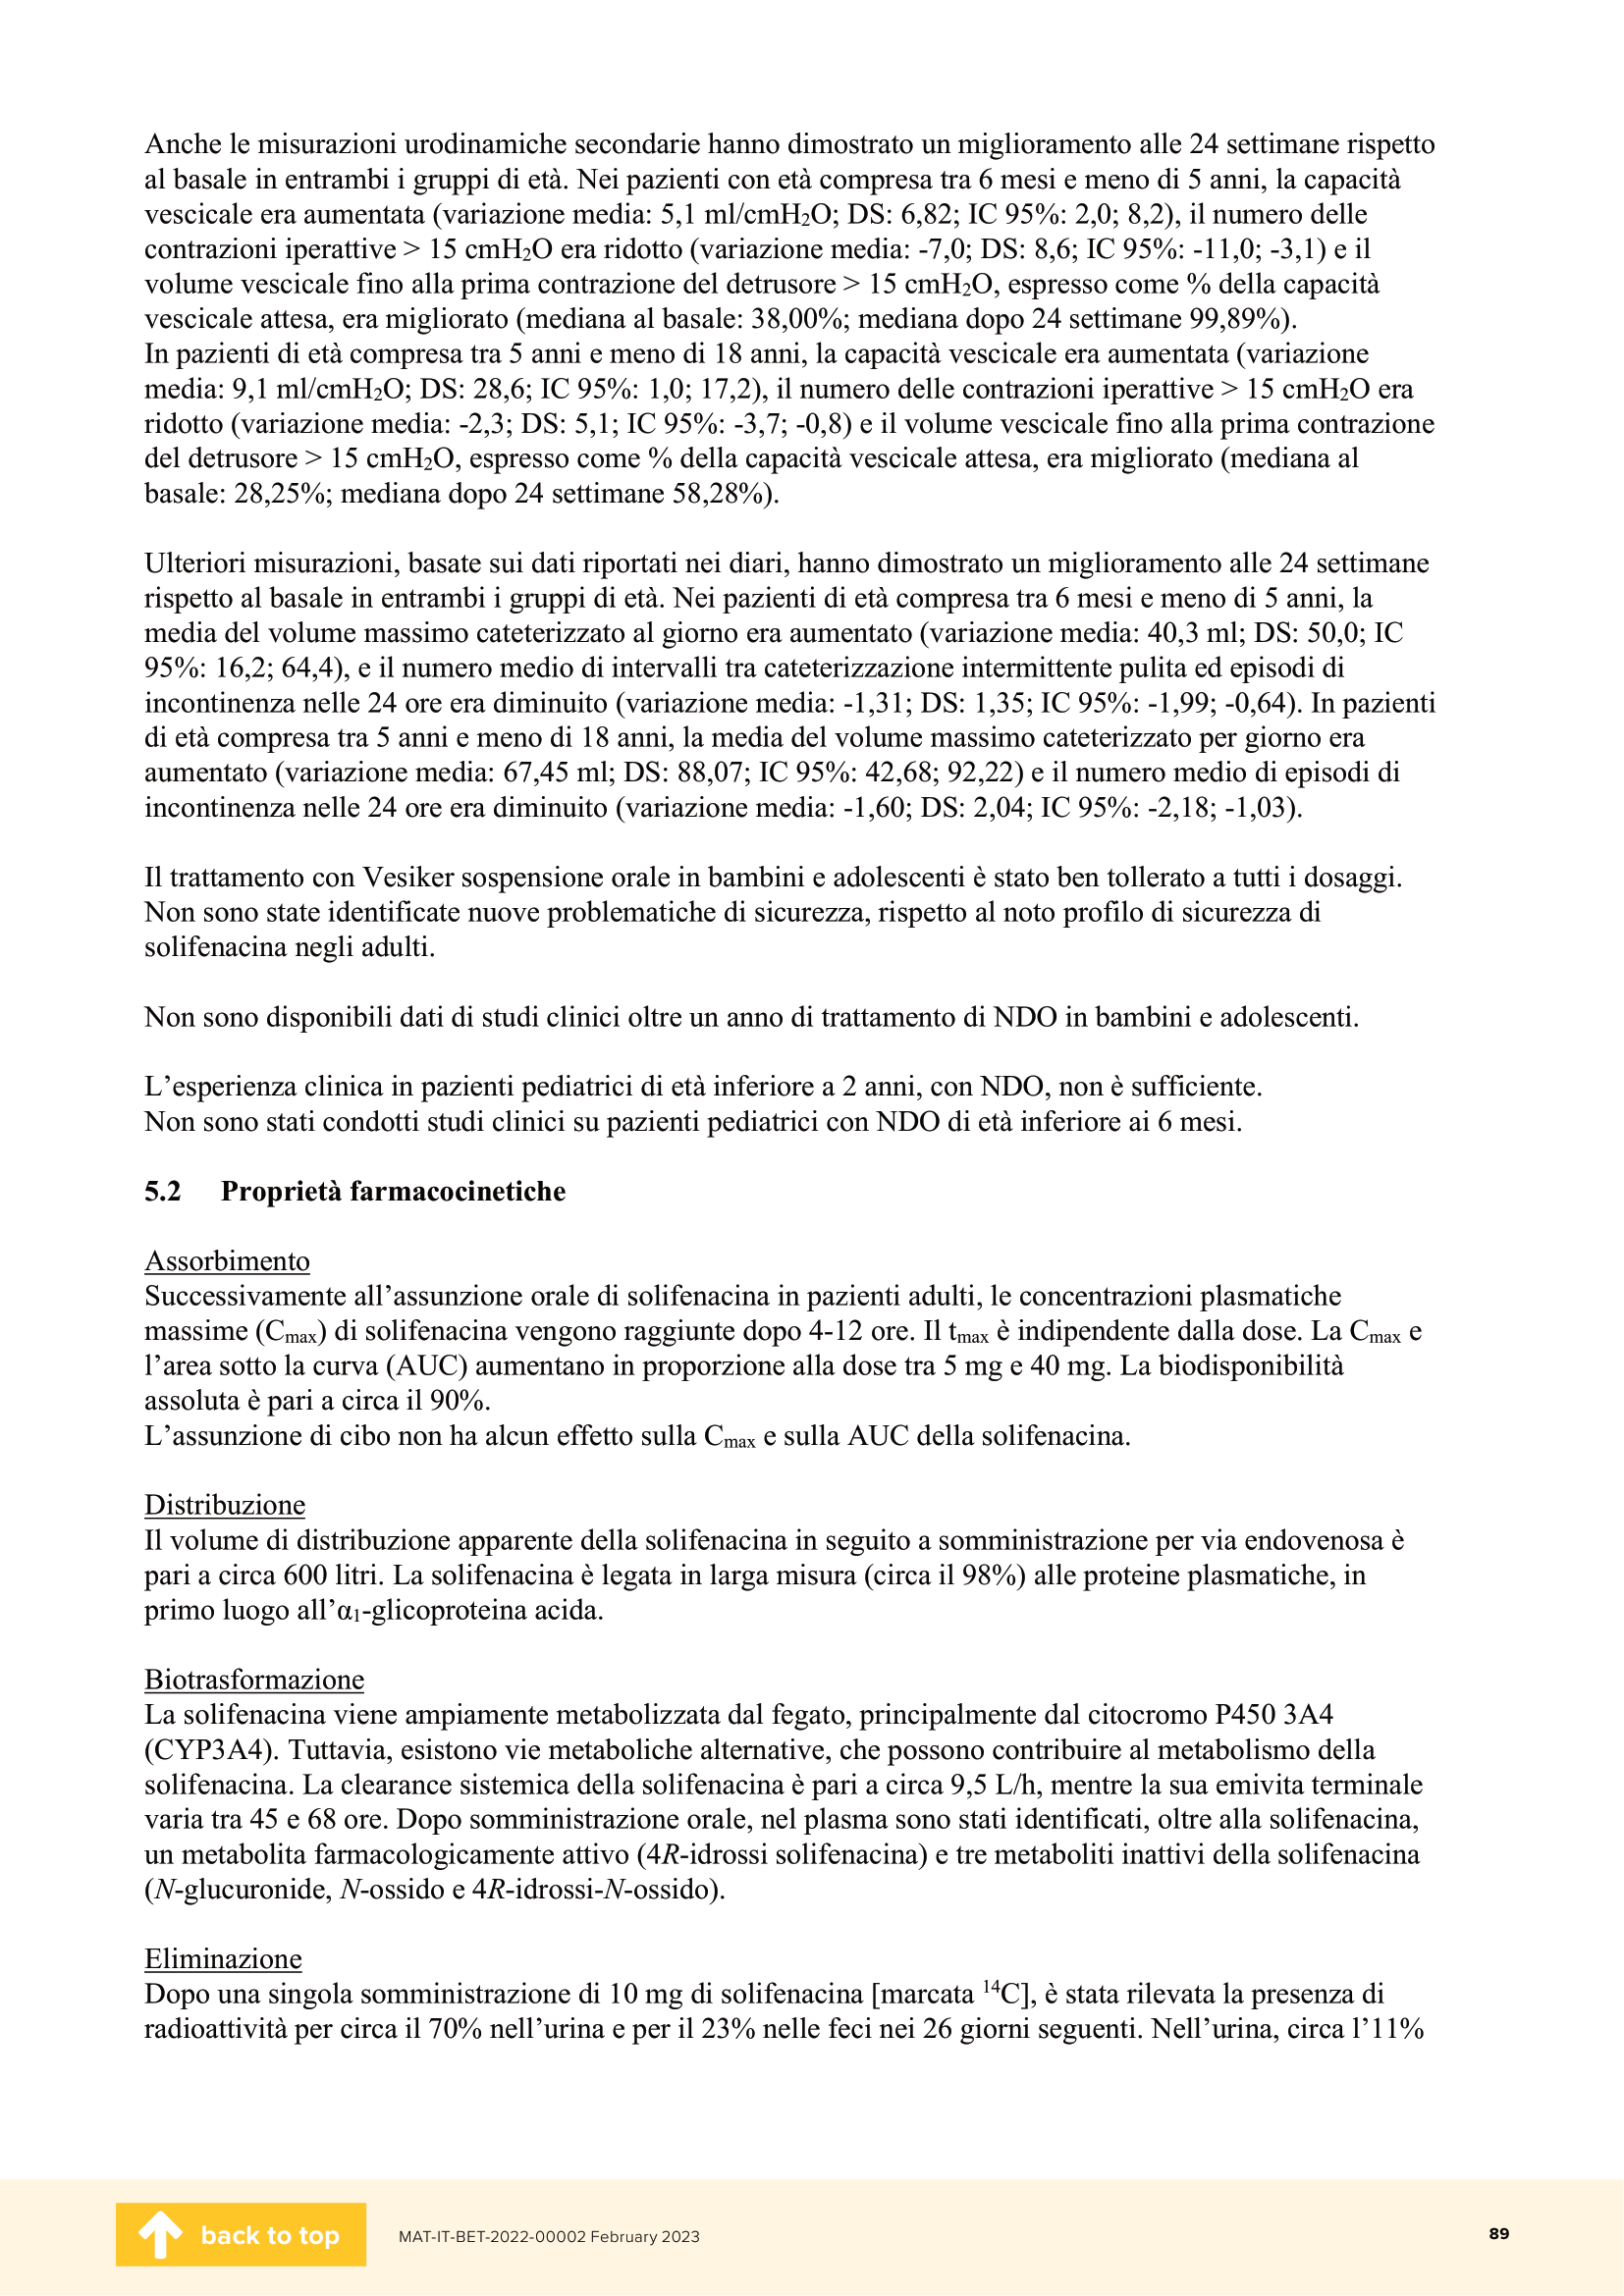 Anche le misurazioni urodinamiche secondarie hanno dimostrato un miglioramento alle 24 settimane rispetto
al basale in entrambi i gruppi di età. Nei pazienti con età compresa tra 6 mesi e meno di 5 anni, la capacità
vescicale era aumentata (variazione media: 5,1 ml/cmH₂O; DS: 6,82; IC 95%: 2,0; 8,2), il numero delle
contrazioni iperattive > 15 cmH₂O era ridotto (variazione media: -7,0; DS: 8,6; IC 95%: -11,0; -3,1) e il
volume vescicale fino alla prima contrazione del detrusore > 15 cmH₂O, espresso come % della capacità
vescicale attesa, era migliorato (mediana al basale: 38,00%; mediana dopo 24 settimane 99,89%).
In pazienti di età compresa tra 5 anni e meno di 18 anni, la capacità vescicale era aumentata (variazione
media: 9,1 ml/cmH₂O; DS: 28,6; IC 95%: 1,0; 17,2), il numero delle contrazioni iperattive > 15 cmH₂O era
ridotto (variazione media: -2,3; DS: 5,1; IC 95%: -3,7; -0,8) e il volume vescicale fino alla prima contrazione
del detrusore > 15 cmH₂O, espresso come % della capacità vescicale attesa, era migliorato (mediana al
basale: 28,25%; mediana dopo 24 settimane 58,28%).
Ulteriori misurazioni, basate sui dati riportati nei diari, hanno dimostrato un miglioramento alle 24 settimane
rispetto al basale in entrambi i gruppi di età. Nei pazienti di età compresa tra 6 mesi e meno di 5 anni, la
media del volume massimo cateterizzato al giorno era aumentato (variazione media: 40,3 ml; DS: 50,0; IC
95%: 16,2; 64,4), e il numero medio di intervalli tra cateterizzazione intermittente pulita ed episodi di
incontinenza nelle 24 ore era diminuito (variazione media: -1,31; DS: 1,35; IC 95%: -1,99; -0,64). In pazienti
di età compresa tra 5 anni e meno di 18 anni, la media del volume massimo cateterizzato per giorno era
aumentato (variazione media: 67,45 ml; DS: 88,07; IC 95%: 42,68; 92,22) e il numero medio di episodi di
incontinenza nelle 24 ore era diminuito (variazione media: -1,60; DS: 2,04; IC 95%: -2,18; -1,03).
Il trattamento con Vesiker sospensione orale in bambini e adolescenti è stato ben tollerato a tutti i dosaggi.
Non sono state identificate nuove problematiche di sicurezza, rispetto al noto profilo di sicurezza di
solifenacina negli adulti.
Non sono disponibili dati di studi clinici oltre un anno di trattamento di NDO in bambini e adolescenti.
L’esperienza clinica in pazienti pediatrici di età inferiore a 2 anni, con NDO, non è sufficiente.
Non sono stati condotti studi clinici su pazienti pediatrici con NDO di età inferiore ai 6 mesi.
5.2 Proprietà farmacocinetiche
Assorbimento
Successivamente all’assunzione orale di solifenacina in pazienti adulti, le concentrazioni plasmatiche
massime (Cmax) di solifenacina vengono raggiunte dopo 4-12 ore. Il tmax è indipendente dalla dose. La Cmax e
l’area sotto la curva (AUC) aumentano in proporzione alla dose tra 5 mg e 40 mg. La biodisponibilità
assoluta è pari a circa il 90%.
L’assunzione di cibo non ha alcun effetto sulla Cmax e sulla AUC della solifenacina.
Distribuzione
Il volume di distribuzione apparente della solifenacina in seguito a somministrazione per via endovenosa è
pari a circa 600 litri. La solifenacina è legata in larga misura (circa il 98%) alle proteine plasmatiche, in
primo luogo all’α₁-glicoproteina acida.
Biotrasformazione
La solifenacina viene ampiamente metabolizzata dal fegato, principalmente dal citocromo P450 3A4
(CYP3A4). Tuttavia, esistono vie metaboliche alternative, che possono contribuire al metabolismo della
solifenacina. La clearance sistemica della solifenacina è pari a circa 9,5 L/h, mentre la sua emivita terminale
varia tra 45 e 68 ore. Dopo somministrazione orale, nel plasma sono stati identificati, oltre alla solifenacina,
un metabolita farmacologicamente attivo (4R-idrossi solifenacina) e tre metaboliti inattivi della solifenacina
(N-glucuronide, N-ossido e 4R-idrossi-N-ossido).
Eliminazione
Dopo una singola somministrazione di 10 mg di solifenacina [marcata ¹⁴C], è stata rilevata la presenza di
radioattività per circa il 70% nell’urina e per il 23% nelle feci nei 26 giorni seguenti. Nell’urina, circa l’11%
back to top
MAT-IT-BET-2022-00002 February 2023
89